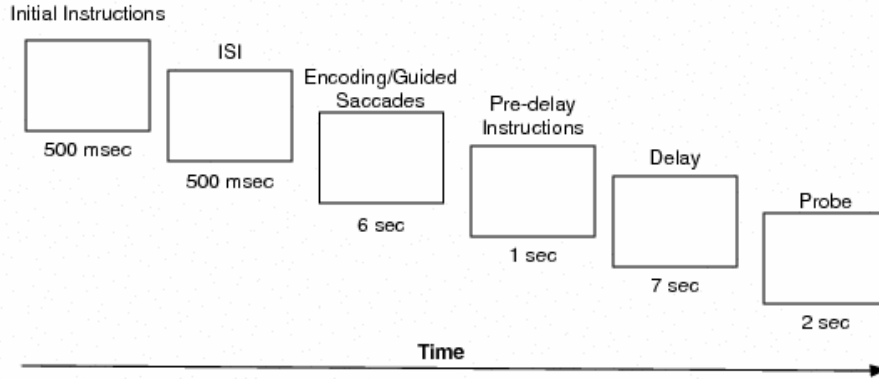 Initial Instructions
500 msec
ISI
500 msec
Encoding/Guided
Saccades
6 sec
Pre-delay
Instructions
1 sec
Delay
7 sec
Probe
2 sec
Time